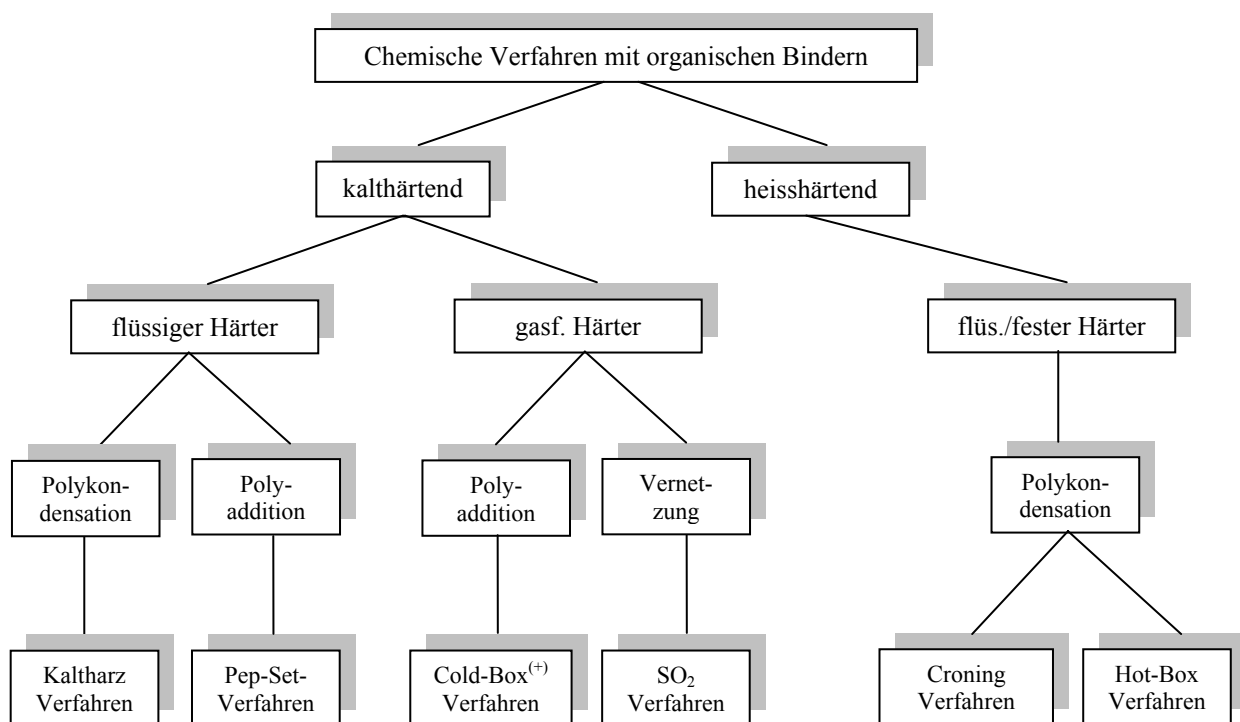 Chemische Verfahren mit organischen Bindern
kalthärtend
heisshärtend
flüssiger Härter
gasf. Härter
flüs./fester Härter
Polykon-
densation
Poly-
addition
Poly-
addition
Vernet-
zung
Polykon-
densation
Kaltharz
Verfahren
Pep-Set-
Verfahren
Cold-Box(+)
Verfahren
SO2
Verfahren
Croning
Verfahren
Hot-Box
Verfahren